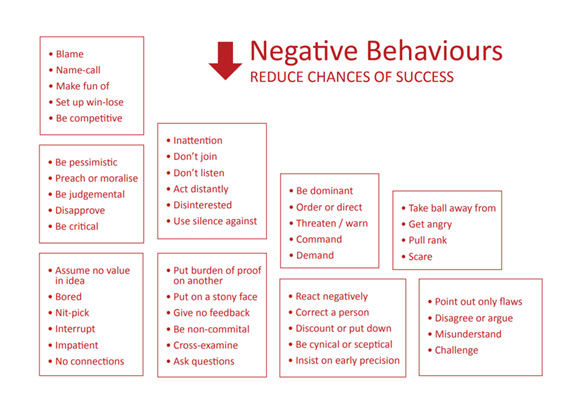 Negative Behaviours
REDUCE CHANCES OF SUCCESS
• Blame
• Name-call
• Make fun of
• Set up win-lose
• Be competitive
• Be pessimistic
• Preach or moralise
• Be judgemental
• Disapprove
• Be critical
• Assume no value
in idea
• Bored
• Nit-pick
• Interrupt
• Impatient
• No connections
• Inattention
• Don't join
• Don't listen
• Act distantly
• Disinterested
• Use silence against
• Put burden of proof
on another
• Put on a stony face
• Give no feedback
• Be non-commital
• Cross-examine
• Ask questions
• Be dominant
• Order or direct
• Threaten / warn
• Command
• Demand
• React negatively
• Correct a person
• Discount or put down
• Be cynical or sceptical
• Insist on early precision
• Take ball away from
• Get angry
• Pull rank
• Scare
• Point out only flaws
• Disagree or argue
• Misunderstand
• Challenge